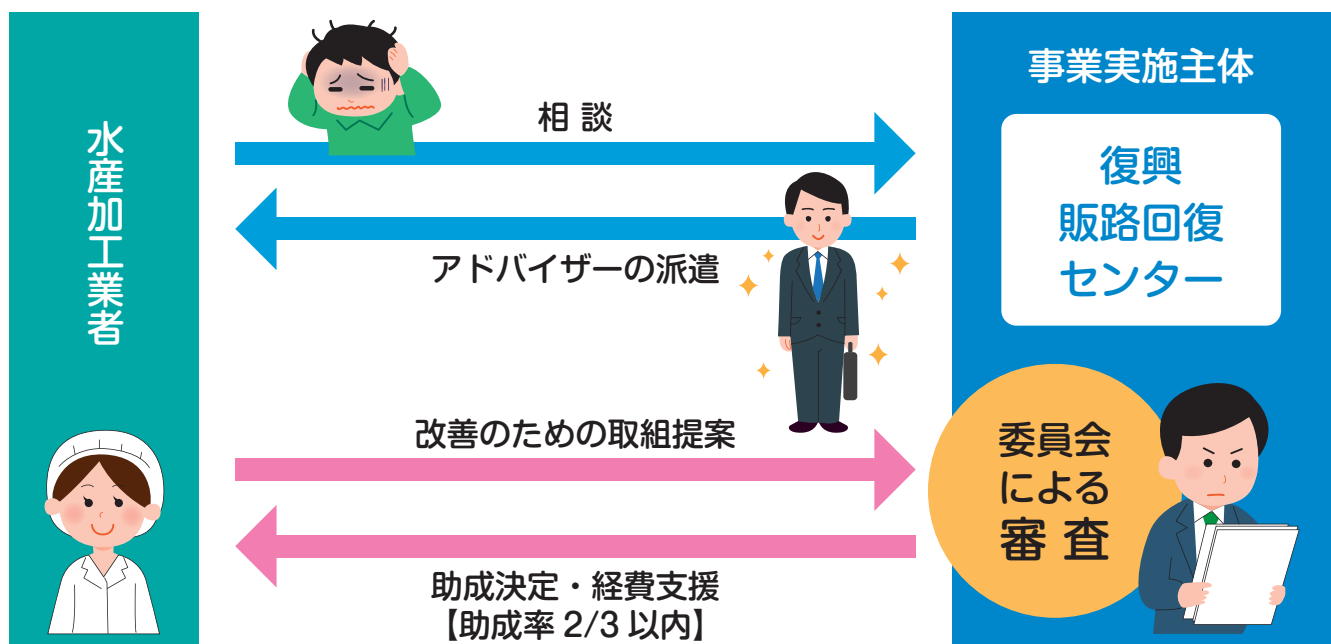 水産加工業者
相談
アドバイザーの派遣
改善のための取組提案
助成決定・経費支援
【助成率 2/3 以内】
事業実施主体
復興
販路回復
センター
委員会
による
審査